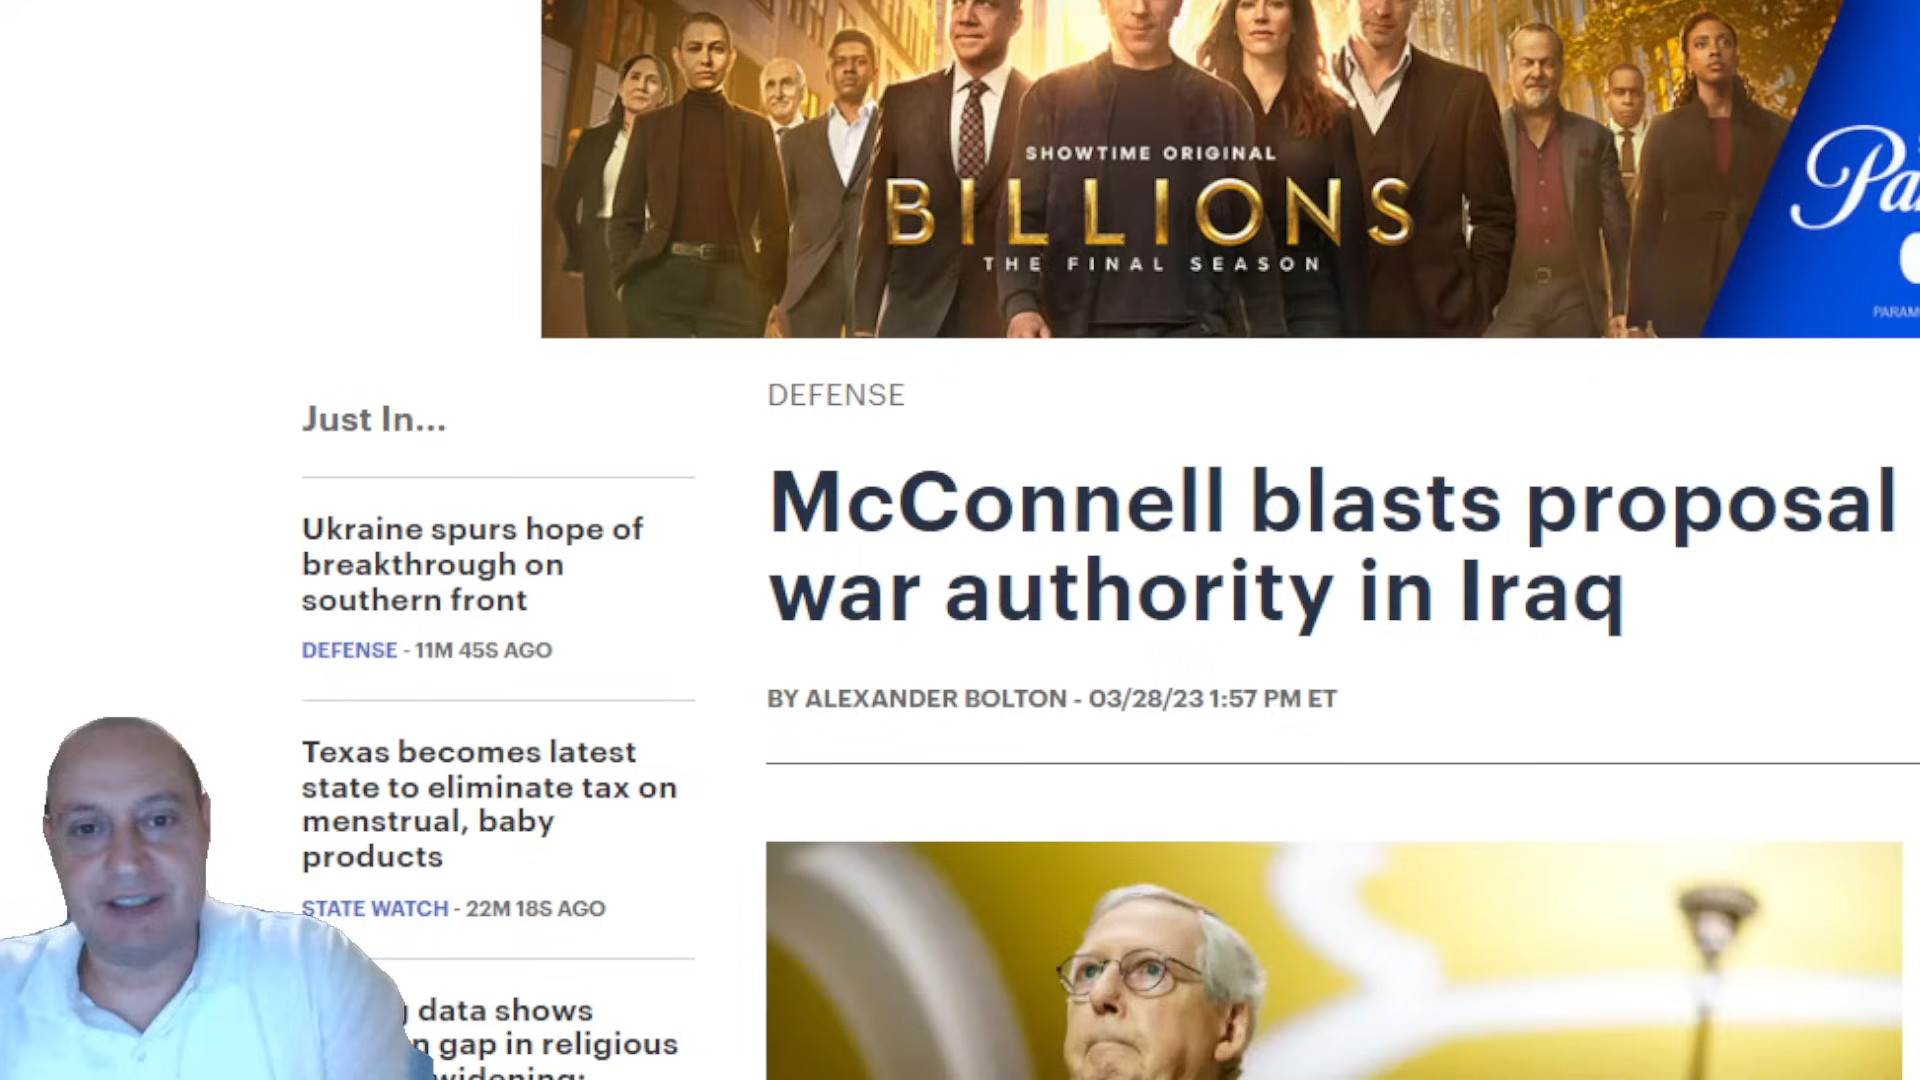 SHOWTIME ORIGINAL
BILLIONS
THE FINAL SEASON
DEFENSE
McConnell blasts proposal
war authority in Iraq
BY ALEXANDER BOLTON - 03/28/23 1:57 PM ET
Just In...
Ukraine spurs hope of
breakthrough on
southern front
DEFENSE - 11M 45S AGO
Texas becomes latest
state to eliminate tax on
menstrual, baby
products
STATE WATCH - 22M 18S AGO
data shows
gap in religious
widening: